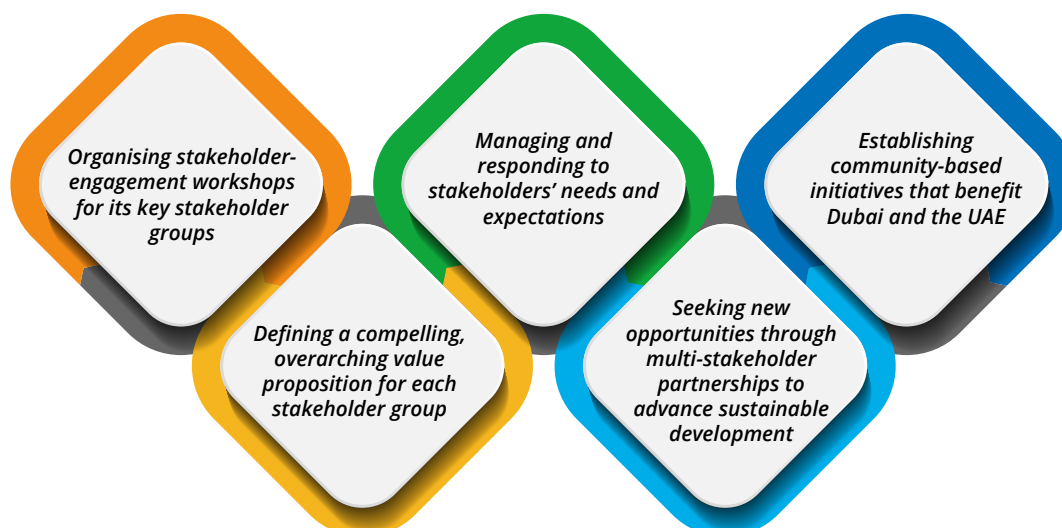 Organising stakeholder-
engagement workshops
for its key stakeholder
groups
Defining a compelling,
overarching value
proposition for each
stakeholder group
Managing and
responding to
stakeholders’ needs and
expectations
Seeking new
opportunities through
multi-stakeholder
partnerships to
advance sustainable
development
Establishing
community-based
initiatives that benefit
Dubai and the UAE